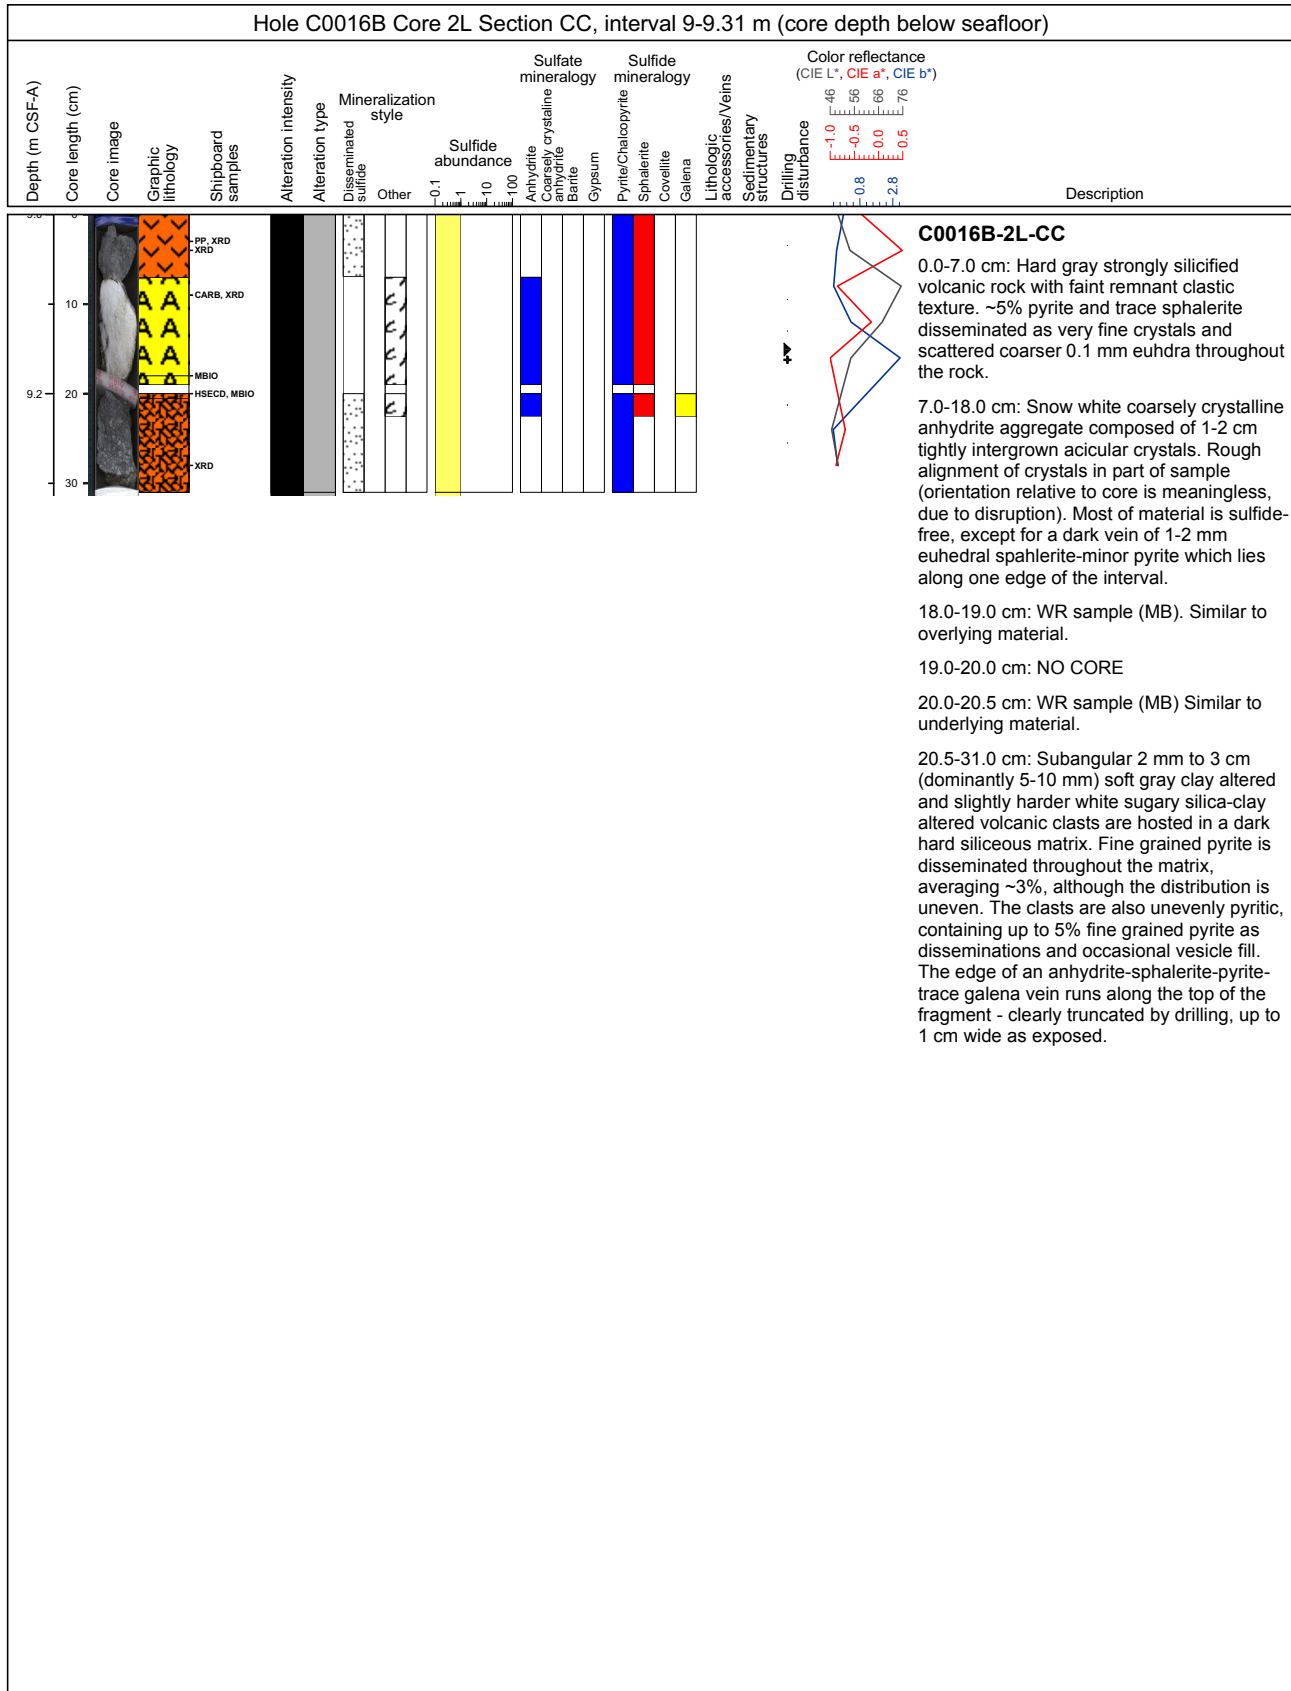 Hole C0016B Core 2L Section CC, interval 9-9.31 m (core depth below seafloor)
Depth (m CSF-A)
Core length (cm)
Core image
Graphic
lithology
Shipboard
samples
Alteration intensity
Alteration type
Mineralization
style
Disseminated
sulfide
Other
Sulfide
abundance
0.1
1
10
100
Sulfate
mineralogy
Anhydrite
Coarsely crystaline
anhydrite
Barite
Gypsum
Sulfide
mineralogy
Pyrite/Chalcopyrite
Sphalerite
Covellite
Galena
Lithologic
accessories/Veins
Sedimentary
structures
Drilling
disturbance
Color reflectance
(CIE L*, CIE a*, CIE b*)
46
56
66
76
-1.0
-0.5
0.0
0.5
0.8
2.8
Description
PP, XRD
XRD
10
CARB, XRD
MBIO
9.2
20
HSECD, MBIO
XRD
30
A A
A A
A A
A A
C0016B-2L-CC
0.0-7.0 cm: Hard gray strongly silicified
volcanic rock with faint remnant clastic
texture. ~5% pyrite and trace sphalerite
disseminated as very fine crystals and
scattered coarser 0.1 mm euhdra throughout
the rock.
7.0-18.0 cm: Snow white coarsely crystalline
anhydrite aggregate composed of 1-2 cm
tightly intergrown acicular crystals. Rough
alignment of crystals in part of sample
(orientation relative to core is meaningless,
due to disruption). Most of material is sulfide-
free, except for a dark vein of 1-2 mm
euhedral spahlerite-minor pyrite which lies
along one edge of the interval.
18.0-19.0 cm: WR sample (MB). Similar to
overlying material.
19.0-20.0 cm: NO CORE
20.0-20.5 cm: WR sample (MB) Similar to
underlying material.
20.5-31.0 cm: Subangular 2 mm to 3 cm
(dominantly 5-10 mm) soft gray clay altered
and slightly harder white sugary silica-clay
altered volcanic clasts are hosted in a dark
hard siliceous matrix. Fine grained pyrite is
disseminated throughout the matrix,
averaging ~3%, although the distribution is
uneven. The clasts are also unevenly pyritic,
containing up to 5% fine grained pyrite as
disseminations and occasional vesicle fill.
The edge of an anhydrite-sphalerite-pyrite-
trace galena vein runs along the top of the
fragment - clearly truncated by drilling, up to
1 cm wide as exposed.